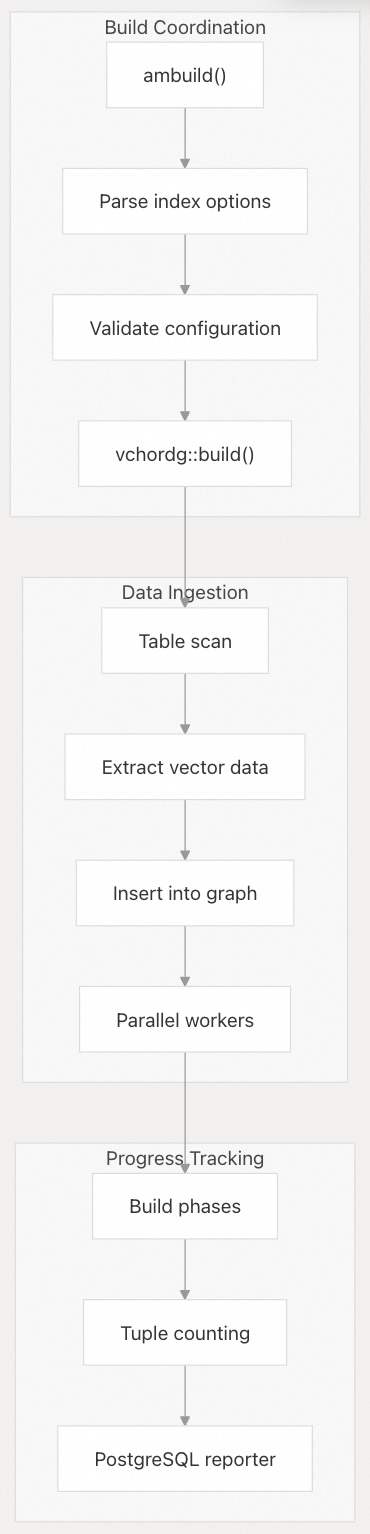 Build Coordination
ambuild()
Parse index options
Validate configuration
vchordg::build()
Data Ingestion
Table scan
Extract vector data
Insert into graph
Parallel workers
Progress Tracking
Build phases
Tuple counting
PostgreSQL reporter